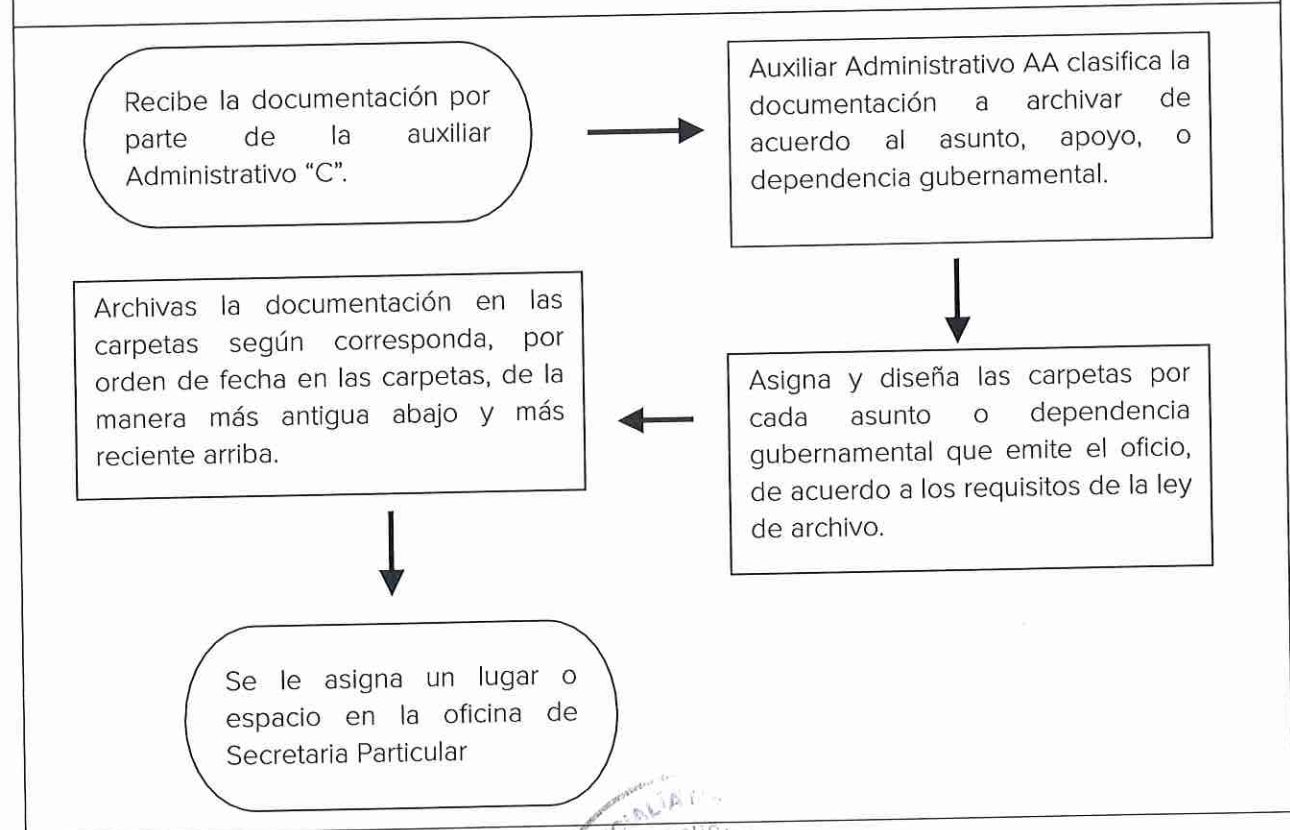 Recibe la documentación por
parte de la auxiliar
Administrativo “C”.
Auxiliar Administrativo AA clasifica la
documentación a archivar de
acuerdo al asunto, apoyo, o
dependencia gubernamental.
Asigna y diseña las carpetas por
cada asunto o dependencia
gubernamental que emite el oficio,
de acuerdo a los requisitos de la ley
de archivo.
Archivas la documentación en las
carpetas según corresponda, por
orden de fecha en las carpetas, de la
manera más antigua abajo y más
reciente arriba.
Se le asigna un lugar o
espacio en la oficina de
Secretaria Particular